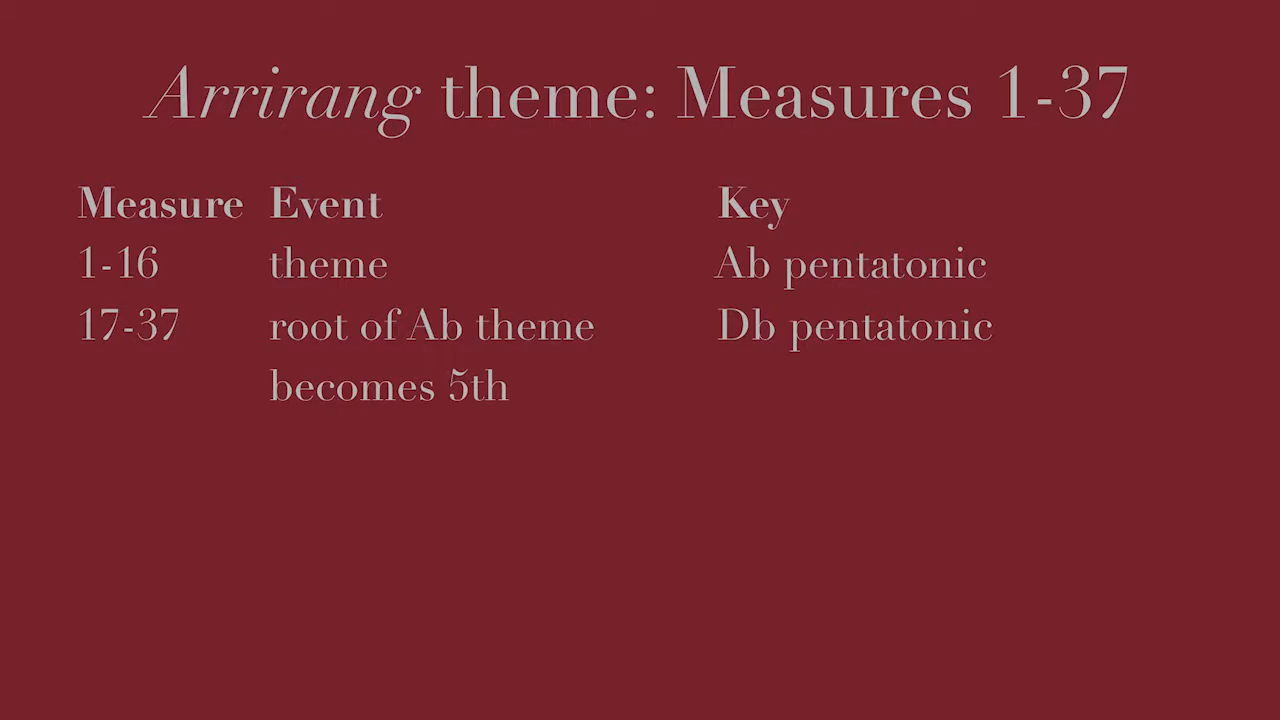 Arrirang theme: Measures 1-37
Measure Event Key
1-16 theme Ab pentatonic
17-37 root of Ab theme Db pentatonic
becomes 5th